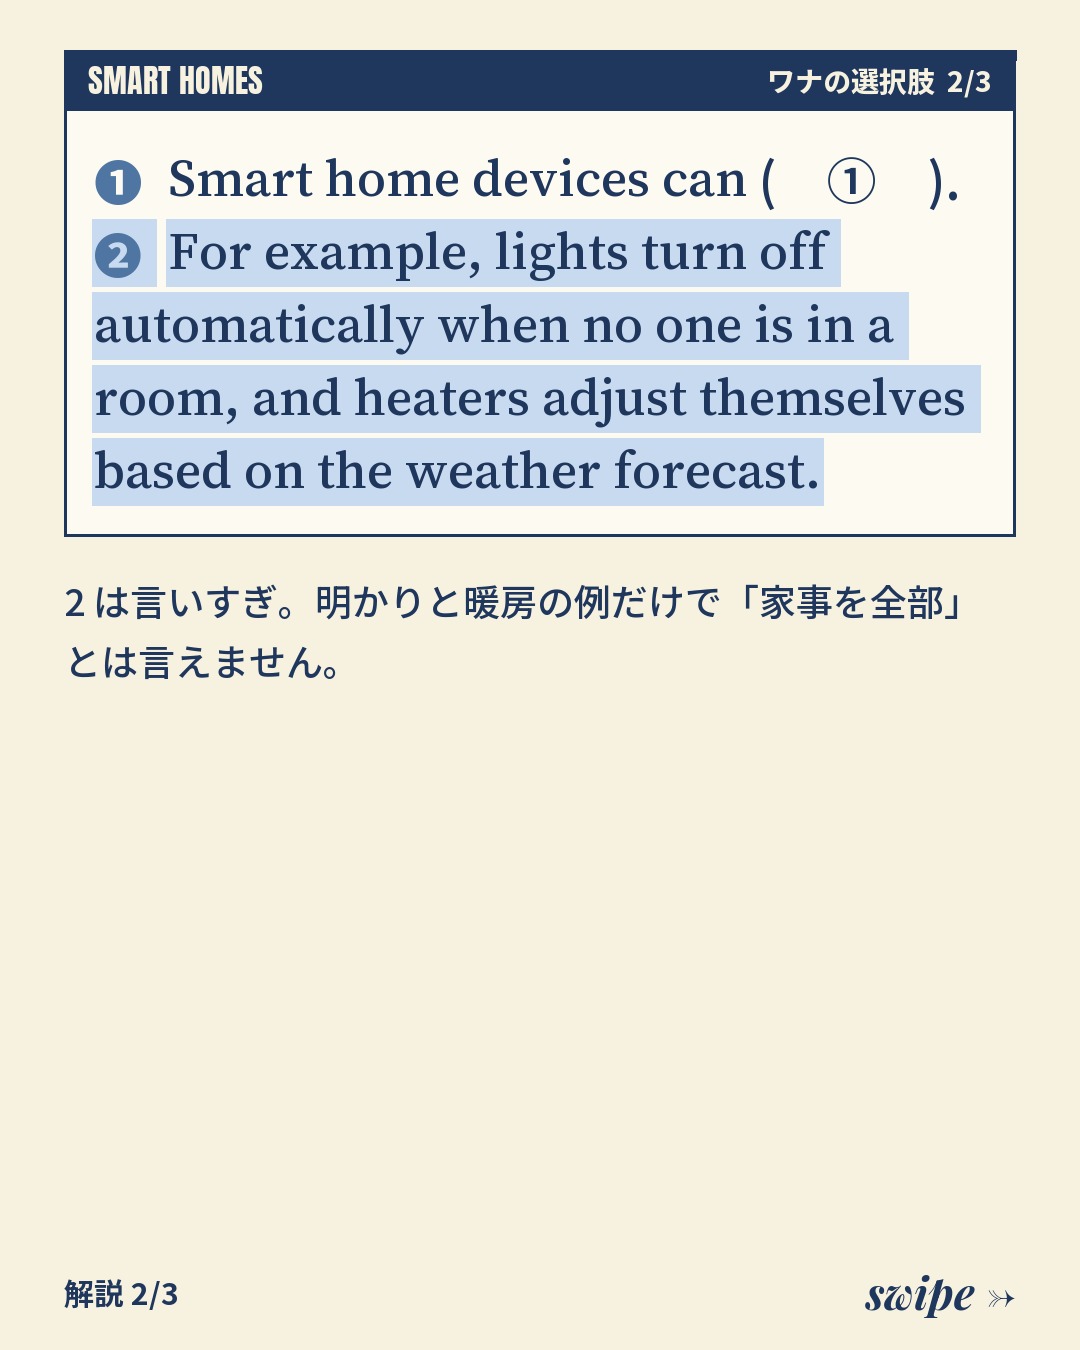 SMART HOMES
ワナの選択肢 2/3
❶ Smart home devices can ( ① ).
❷ For example, lights turn off
automatically when no one is in a
room, and heaters adjust themselves
based on the weather forecast.
2 は言いすぎ。明かりと暖房の例だけで「家事を全部」
とは言えません。
解説 2/3
swipe